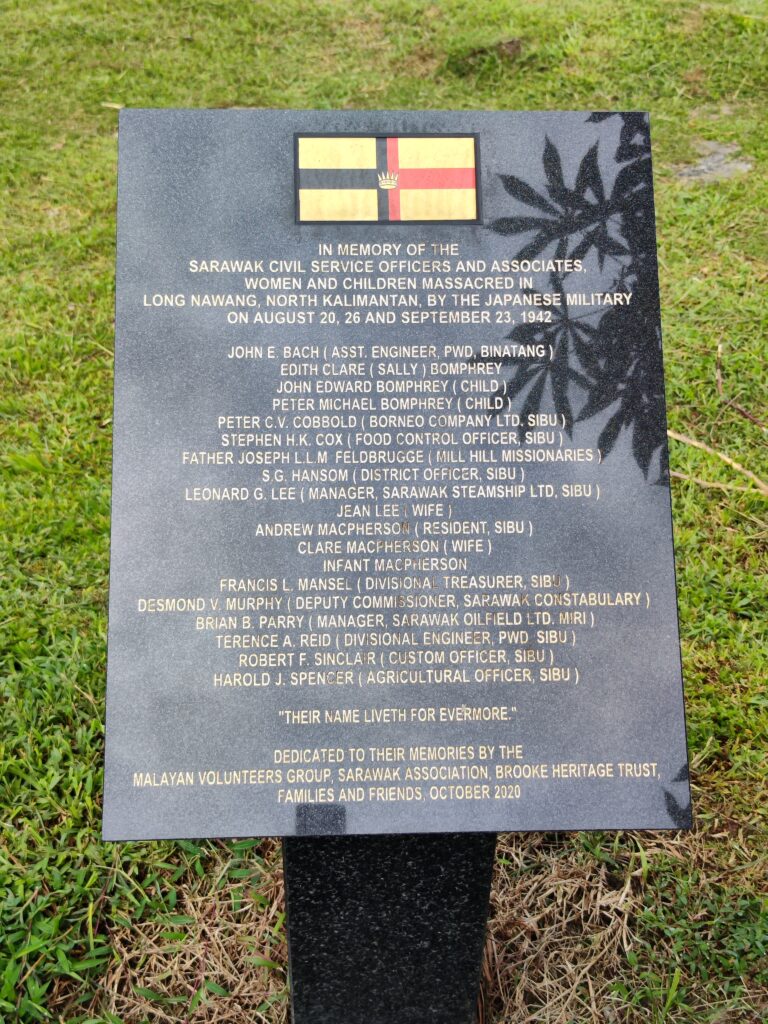 IN MEMORY OF THE
SARAWAK CIVIL SERVICE OFFICERS AND ASSOCIATES,
WOMEN AND CHILDREN MASSACRED IN
LONG NAWANG, NORTH KALIMANTAN, BY THE JAPANESE MILITARY
ON AUGUST 20, 26 AND SEPTEMBER 23, 1942
JOHN E. BACH ( ASST. ENGINEER, PWD, BINATANG )
EDITH CLARE ( SALLY ) BOMPHREY
JOHN EDWARD BOMPHREY ( CHILD )
PETER MICHAEL BOMPHREY ( CHILD )
PETER C.V. COBBOLD ( BORNEO COMPANY LTD. SIBU )
STEPHEN H.K. COX ( FOOD CONTROL OFFICER, SIBU )
FATHER JOSEPH L.L.M FELDBRUGGE ( MILL HILL MISSIONARIES )
S.G. HANSOM ( DISTRICT OFFICER, SIBU )
LEONARD G. LEE ( MANAGER, SARAWAK STEAMSHIP LTD, SIBU )
JEAN LEE ( WIFE )
ANDREW MACPHERSON ( RESIDENT, SIBU )
CLARE MACPHERSON ( WIFE )
INFANT MACPHERSON
FRANCIS L. MANSEL ( DIVISIONAL TREASURER, SIBU )
DESMOND V. MURPHY ( DEPUTY COMMISSIONER, SARAWAK CONSTABULARY )
BRIAN B. PARRY ( MANAGER, SARAWAK OILFIELD LTD. MIRI )
TERENCE A. REID ( DIVISIONAL ENGINEER, PWD SIBU )
ROBERT F. SINCLAIR ( CUSTOM OFFICER, SIBU )
HAROLD J. SPENCER ( AGRICULTURAL OFFICER, SIBU )
"THEIR NAME LIVETH FOR EVERMORE."
DEDICATED TO THEIR MEMORIES BY THE
MALAYAN VOLUNTEERS GROUP, SARAWAK ASSOCIATION, BROOKE HERITAGE TRUST,
FAMILIES AND FRIENDS, OCTOBER 2020